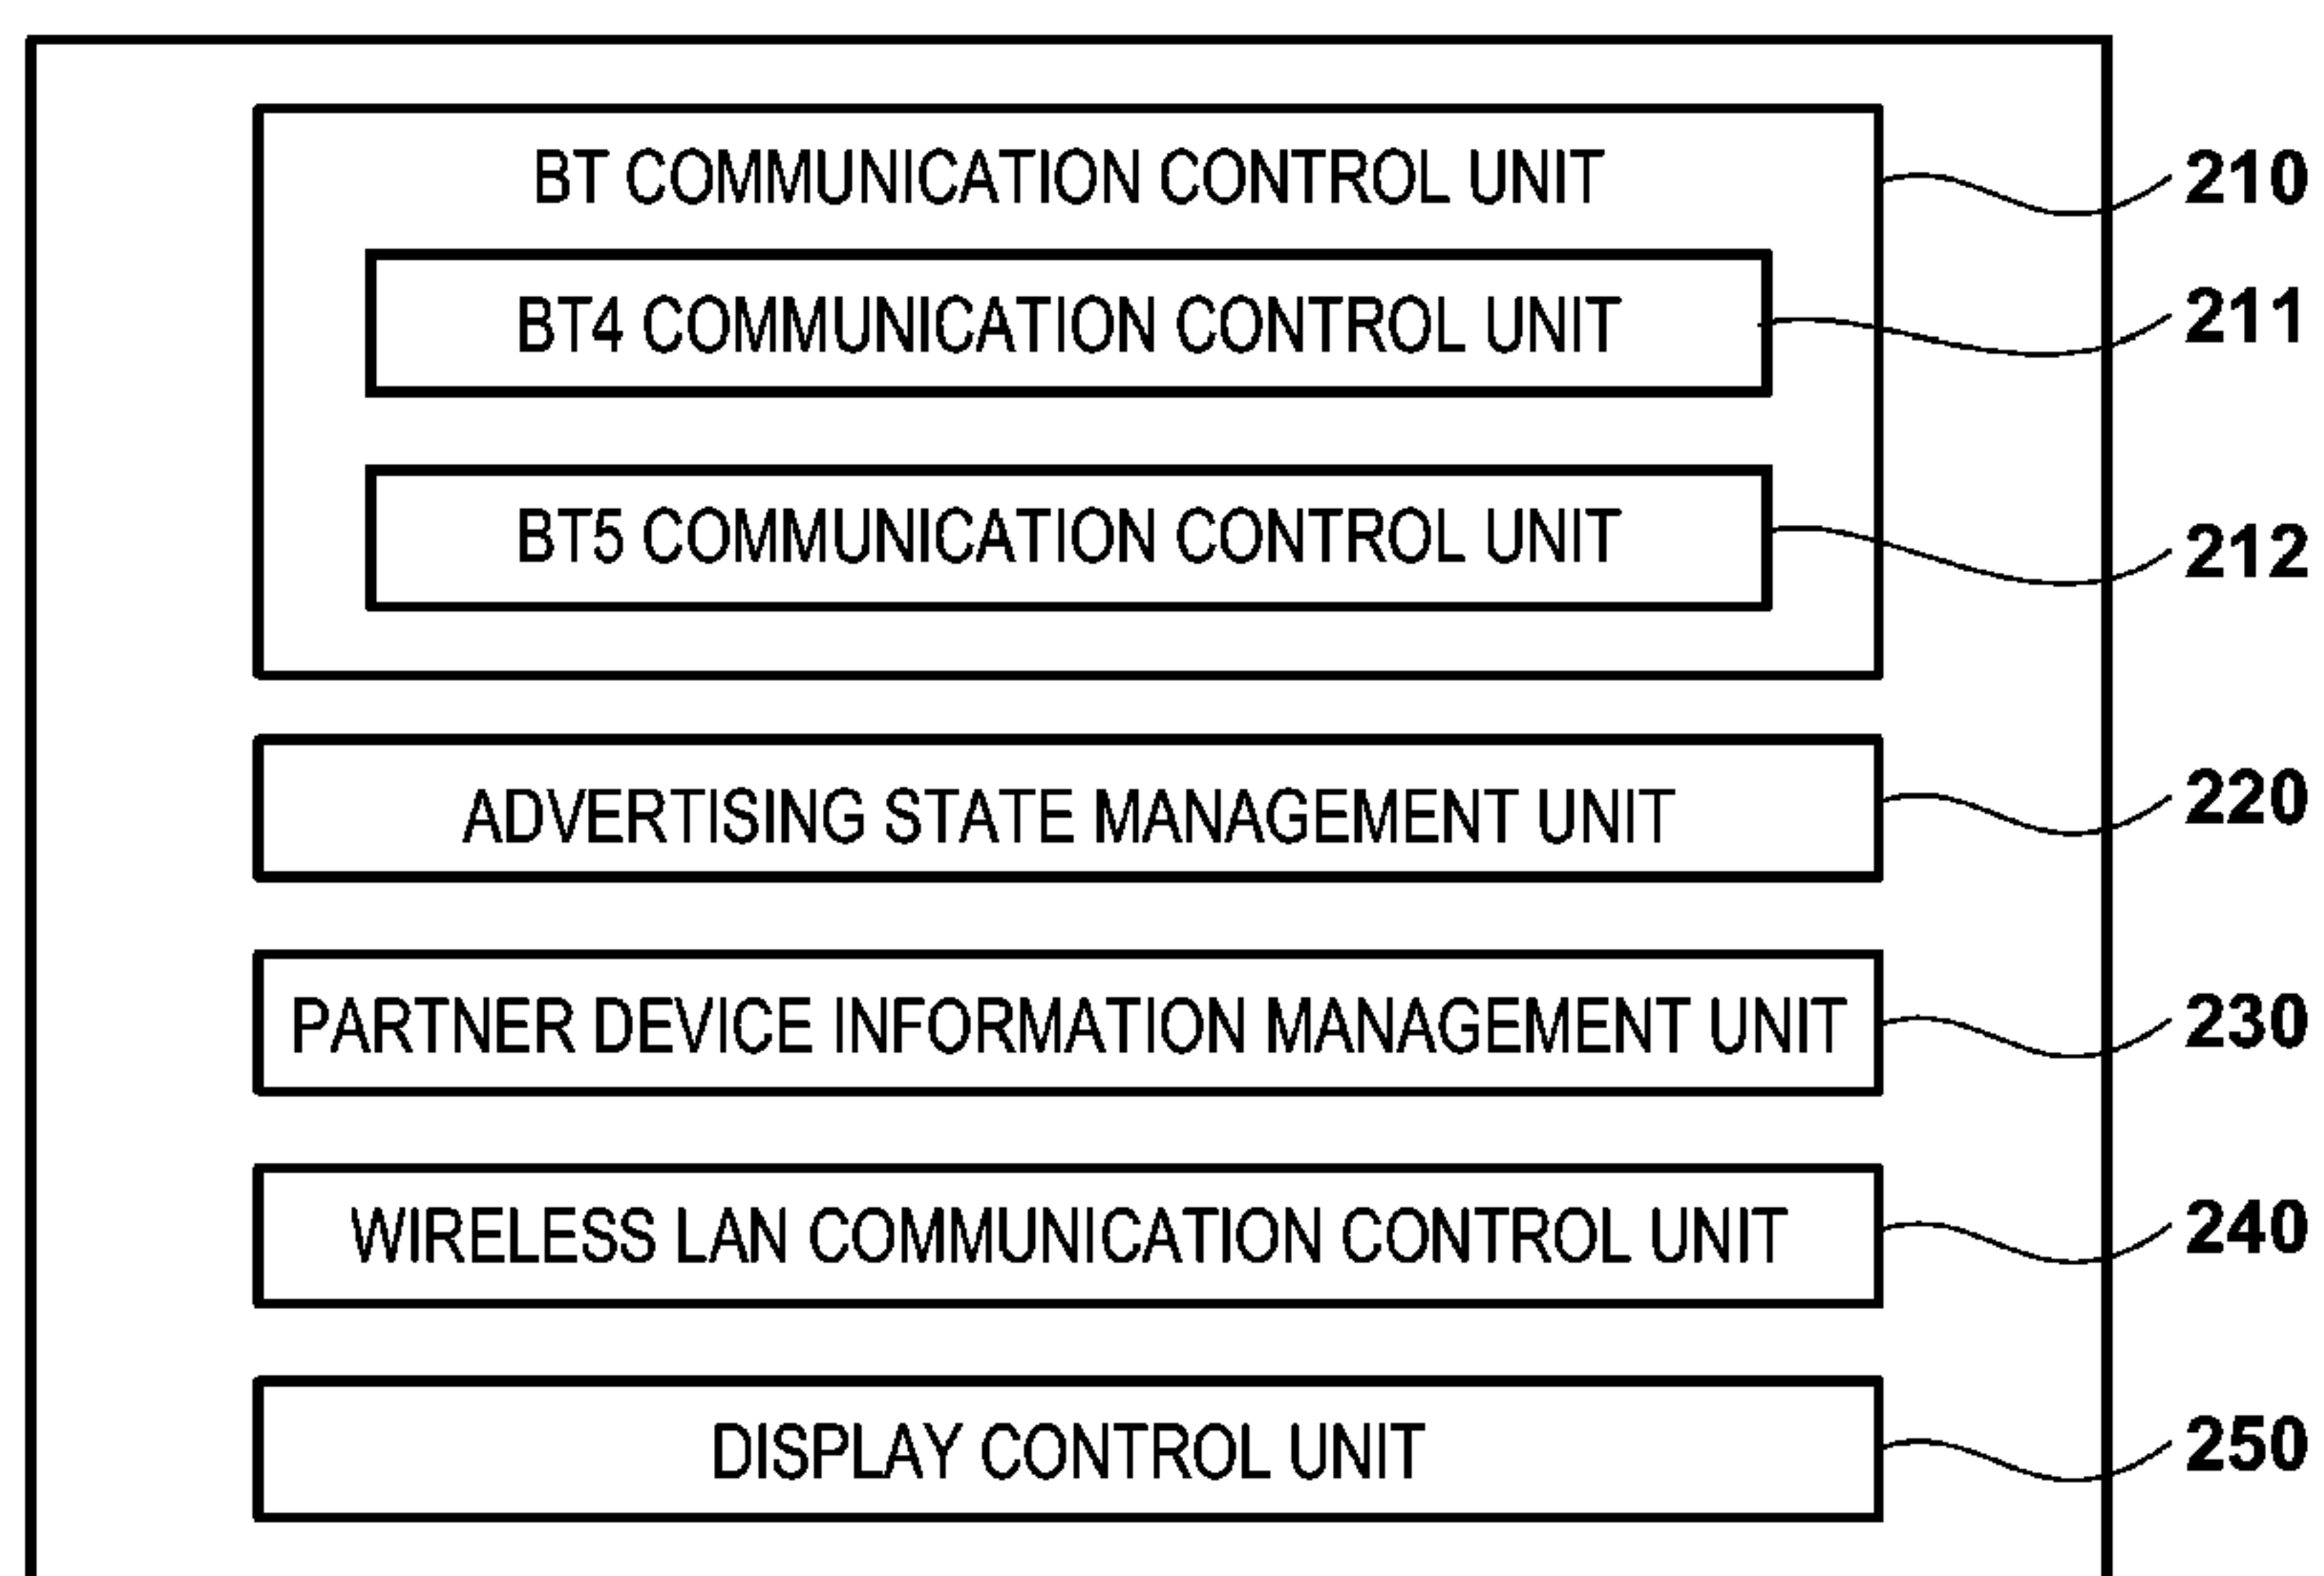 BT COMMUNICATION CONTROL UNIT 210
BT4 COMMUNICATION CONTROL UNIT 211
BT5 COMMUNICATION CONTROL UNIT 212
ADVERTISING STATE MANAGEMENT UNIT 220
PARTNER DEVICE INFORMATION MANAGEMENT UNIT 230
WIRELESS LAN COMMUNICATION CONTROL UNIT 240
DISPLAY CONTROL UNIT 250